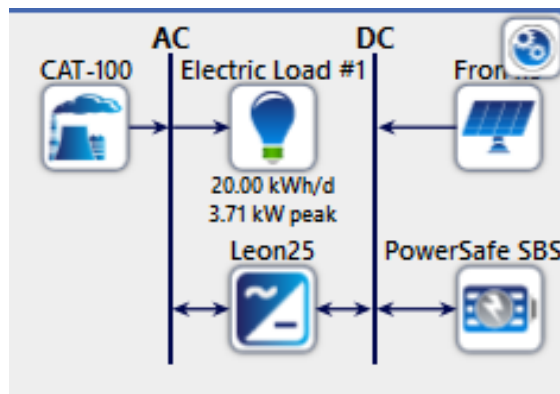 AC DC
CAT-100 Electric Load #1
20.00 kWh/d
3.71 kW peak
Leon25 PowerSafe SBS